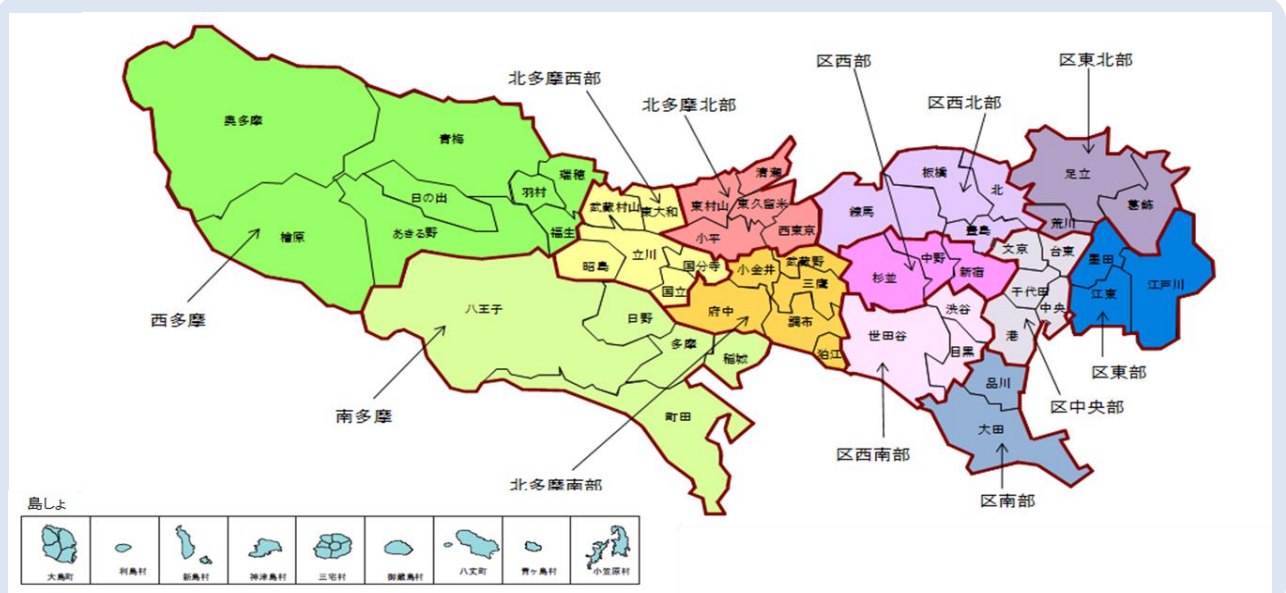 区西部
区東北部
北多摩西部
北多摩北部
区西北部
奥多摩
青梅
瑞穂
羽村
日の出
福生
あきる野
檜原
西多摩
清瀬
東村山
東久留米
小平
西東京
武蔵村山
東大和
立川
昭島
国分寺
国立
板橋
北
練馬
豊島
足立
葛飾
荒川
文京
台東
墨田
江戸川
江東
千代田
中央
港
中野
新宿
杉並
小金井
武蔵野
三鷹
府中
調布
狛江
八王子
日野
多摩
稲城
町田
渋谷
世田谷
目黒
品川
大田
区東部
区中央部
南多摩
区西南部
北多摩南部
区南部
島しょ
大島町
利島村
新島村
神津島村
三宅村
御蔵島村
八丈町
青ヶ島村
小笠原村